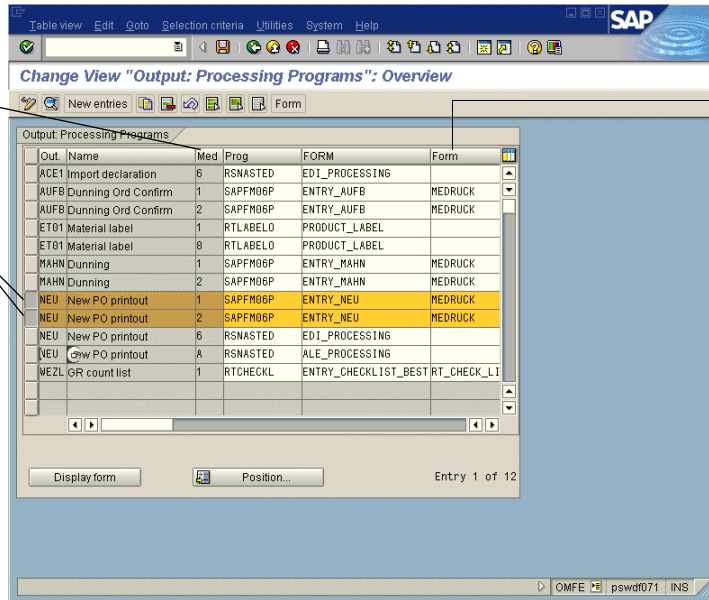 Table view Edit Goto Selection criteria Utilities System Help
SAP
Change View "Output: Processing Programs": Overview
New entries Form
Output: Processing Programs
Out. Name Med Prog FORM Form
ACE1 Import declaration 6 RSNASTED EDI_PROCESSING
AUFB Dunning Ord Confirm 1 SAPFM06P ENTRY_AUFB MEDRUCK
AUFB Dunning Ord Confirm 2 SAPFM06P ENTRY_AUFB MEDRUCK
ET01 Material label 1 RTLABELO PRODUCT_LABEL
ET01 Material label 8 RTLABELO PRODUCT_LABEL
MAHN Dunning 1 SAPFM06P ENTRY_MAHN MEDRUCK
MAHN Dunning 2 SAPFM06P ENTRY_MAHN MEDRUCK
NEU New PO printout 1 SAPFM06P ENTRY_NEU MEDRUCK
NEU New PO printout 2 SAPFM06P ENTRY_NEU MEDRUCK
NEU New PO printout 6 RSNASTED EDI_PROCESSING
NEU PO printout A RSNASTED ALE_PROCESSING
WEZL GR count list 1 RTCHECKL ENTRY_CHECKLIST_BEST RT_CHECK_LI
Display form Position... Entry 1 of 12
OMFE pswdf071 INS